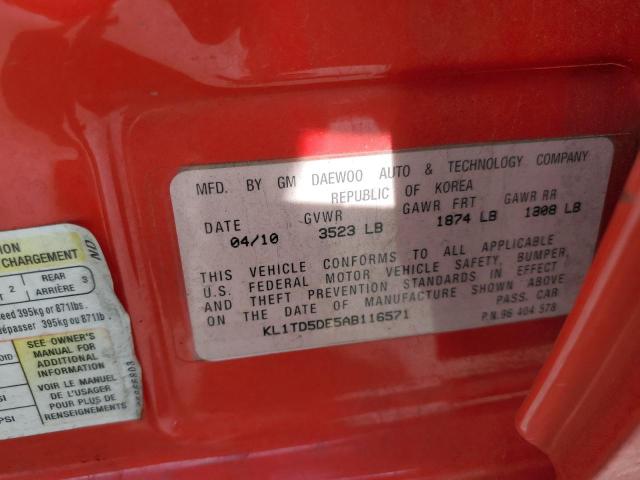 MFD. BY GM DAEWOO AUTO & TECHNOLOGY COMPANY
REPUBLIC OF KOREA
DATE GVWR GAWR FRT GAWR RR
04/10 3523 LB 1874 LB 1308 LB
THIS VEHICLE CONFORMS TO ALL APPLICABLE
U.S. FEDERAL MOTOR VEHICLE SAFETY, BUMPER,
AND THEFT PREVENTION STANDARDS IN EFFECT
ON THE DATE OF MANUFACTURE SHOWN ABOVE
PASS. CAR
KL1TD5DE5AB116571 P.N.96 404 578
CHARGEMENT
2 REAR 3
ARRIÈRE
395kg or 871lbs.
395kg ou 871lb.
SEE OWNER'S
MANUAL FOR
ADDITIONAL
INFORMATION
VOIR LE MANUEL
DE L'USAGER
POUR PLUS DE
RENSEIGNEMENTS